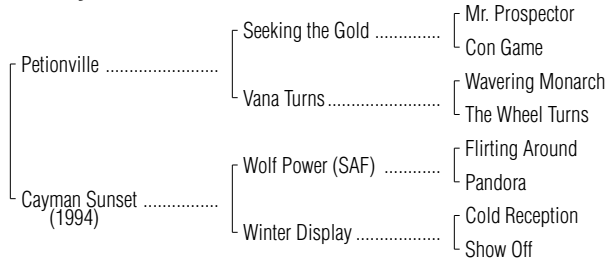 Mr. Prospector
Seeking the Gold ..............
Con Game
Petionville .......................
Wavering Monarch
Vana Turns.......................
The Wheel Turns
Flirting Around
Wolf Power (SAF) ............
Pandora
Cayman Sunset ................
(1994)
Cold Reception
Winter Display .................
Show Off